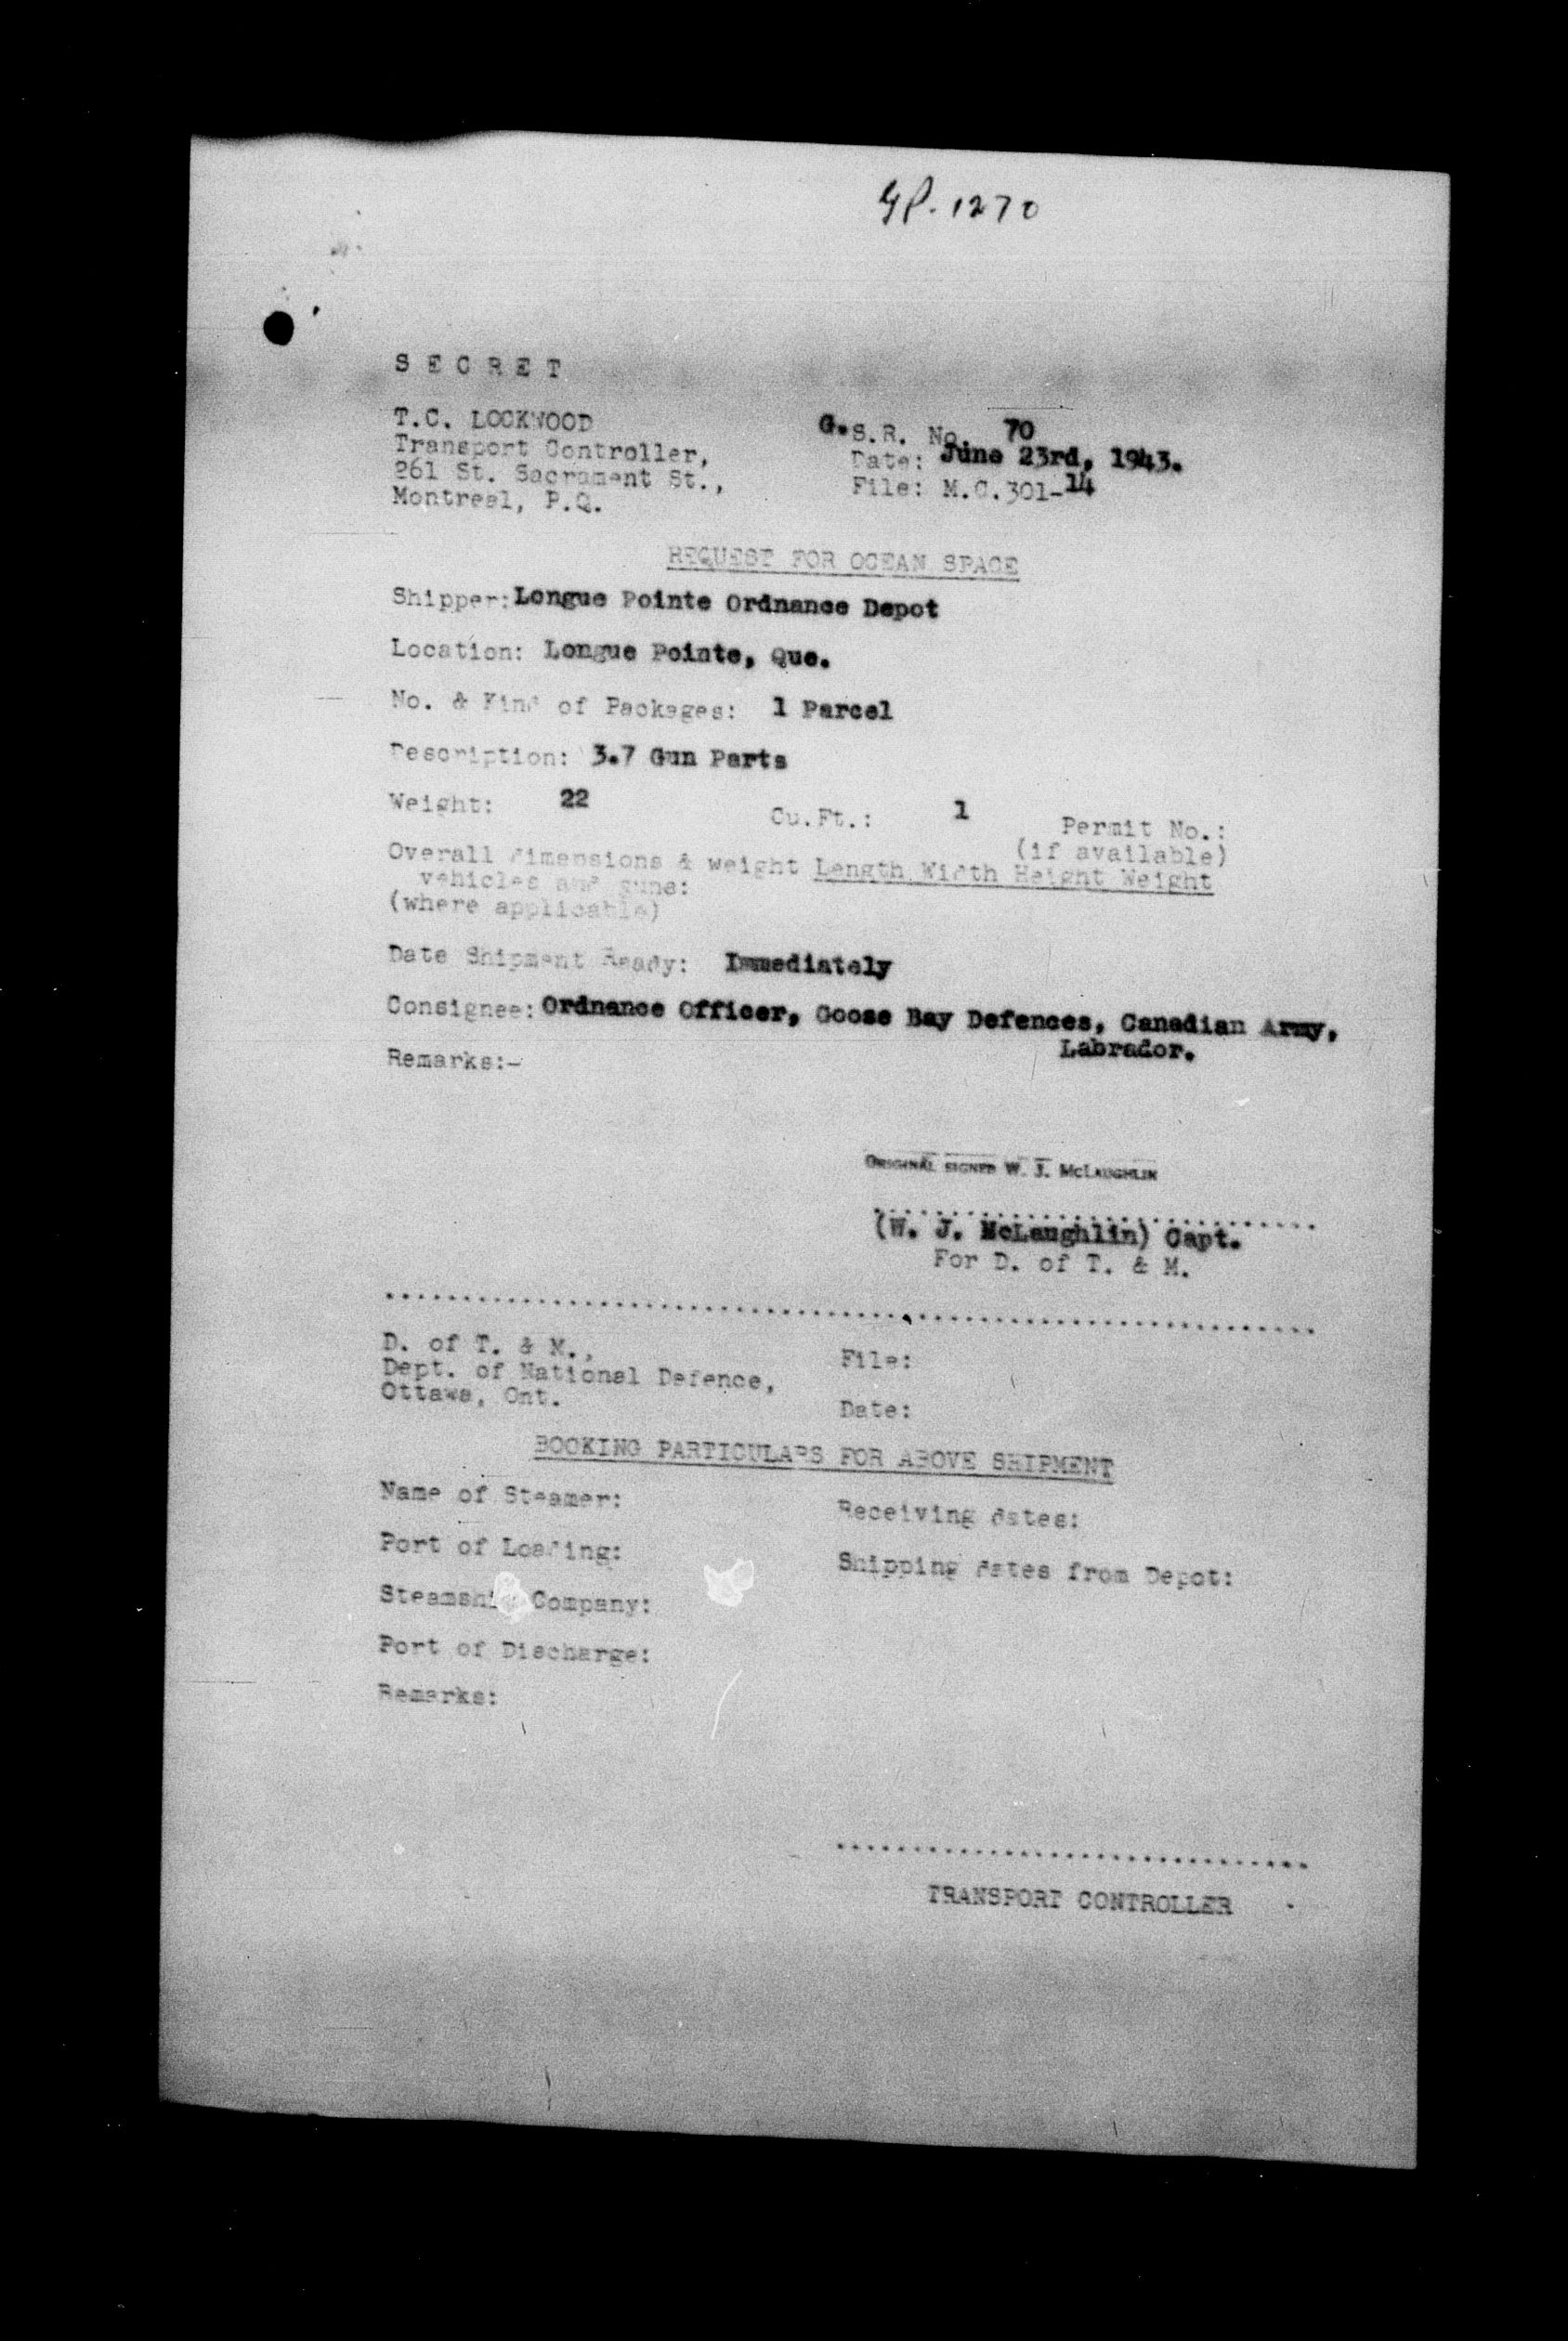 GP. 1270
SECRET
T.C. LOCKWOOD
Transport Controller,
261 St. Sacrament St.,
Montreal, P.Q.
G.S.R. No. 70
Date: June 23rd, 1943.
File: M.C.301-14
REQUEST FOR OCEAN SPACE
Shipper: Longue Pointe Ordnance Depot
Location: Longue Pointe, Que.
No. & Kind of Packages: 1 Parcel
Description: 3.7 Gun Parts
Weight: 22 Cu.Ft.: 1 Permit No.:
(if available)
Overall dimensions & weight Length Width Height Weight
vehicles and guns:
(where applicable)
Date Shipment Ready: Immediately
Consignee: Ordnance Officer, Goose Bay Defences, Canadian Army,
Labrador.
Remarks:-
ORIGINAL SIGNED W. J. McLAUGHLIN
(W. J. McLaughlin) Capt.
For D. of T. & M.
D. of T. & M.,
Dept. of National Defence,
Ottawa, Ont.
File:
Date:
BOOKING PARTICULARS FOR ABOVE SHIPMENT
Name of Steamer:
Receiving dates:
Port of Loading:
Shipping dates from Depot:
Steamship Company:
Port of Discharge:
Remarks:
TRANSPORT CONTROLLER